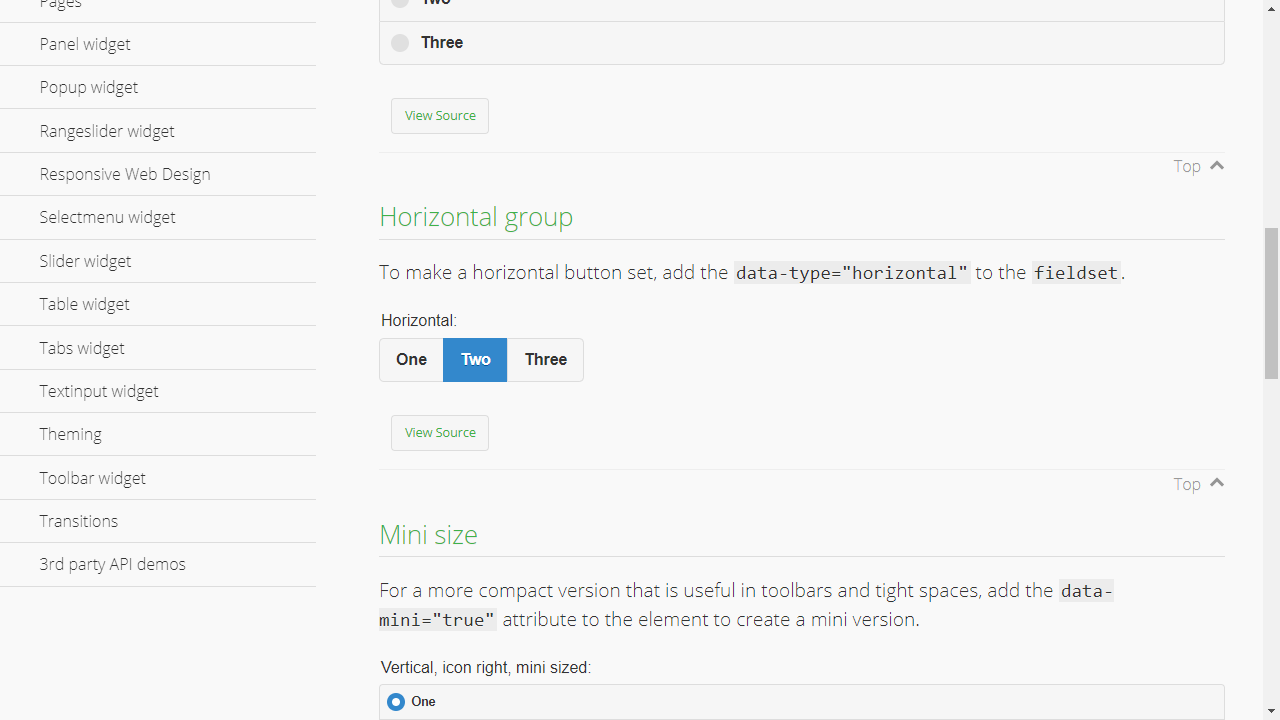 Pages
Panel widget
Popup widget
Rangeslider widget
Responsive Web Design
Selectmenu widget
Slider widget
Table widget
Tabs widget
Textinput widget
Theming
Toolbar widget
Transitions
3rd party API demos
Two
Three
View Source
Top
Horizontal group
To make a horizontal button set, add the data-type="horizontal" to the fieldset.
Horizontal:
One Two Three
View Source
Top
Mini size
For a more compact version that is useful in toolbars and tight spaces, add the data-
mini="true" attribute to the element to create a mini version.
Vertical, icon right, mini sized:
One